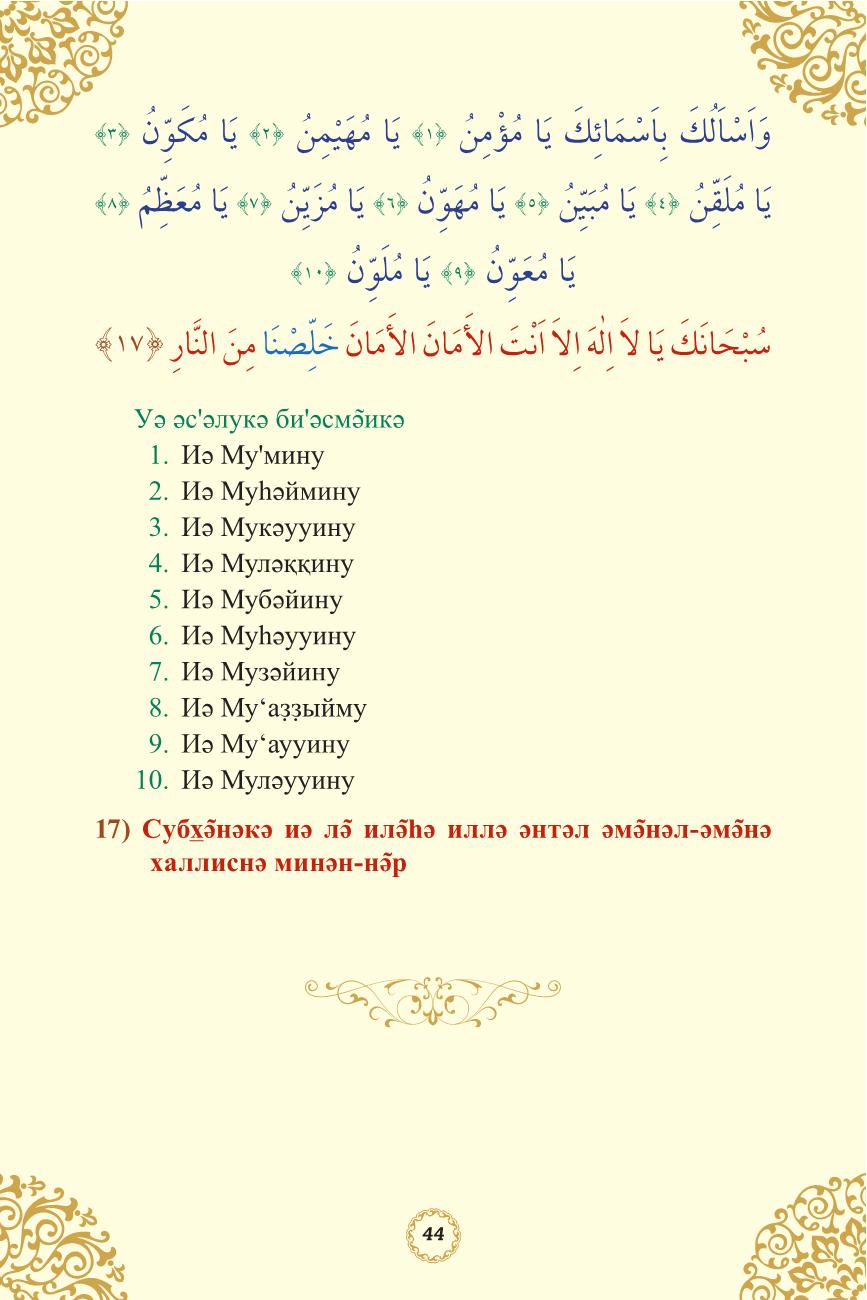 وَاَسْاَلُكَ بِاَسْمَائِكَ يَا مُؤْمِنُ ﴿١﴾ يَا مُهَيْمِنُ ﴿٢﴾ يَا مُكَوِّنُ ﴿٣﴾
يَا مُلَقِّنُ ﴿٤﴾ يَا مُبَيِّنُ ﴿٥﴾ يَا مُهَوِّنُ ﴿٦﴾ يَا مُزَيِّنُ ﴿٧﴾ يَا مُعَظِّمُ ﴿٨﴾
يَا مُعَوِّنُ ﴿٩﴾ يَا مُلَوِّنُ ﴿١٠﴾
سُبْحَانَكَ يَا لاَ اِلٰهَ اِلاَ اَنْتَ الأَمَانَ الأَمَانَ خَلِّصْنَا مِنَ النَّارِ ﴿١٧﴾
Уә әс'әлукә би'әсмә̄икә
1. Иә Му'мину
2. Иә Муһәймину
3. Иә Мукәууину
4. Иә Муләққину
5. Иә Мубәйину
6. Иә Муһәууину
7. Иә Музәйину
8. Иә Му‘аз̣з̣ыйму
9. Иә Му‘аууину
10. Иә Муләууину
17) Субх̲ә̄нәкә иә лә̄ илә̄һә иллә әнтәл әмә̄нәл-әмә̄нә
халлиснә минән-нә̄р
44